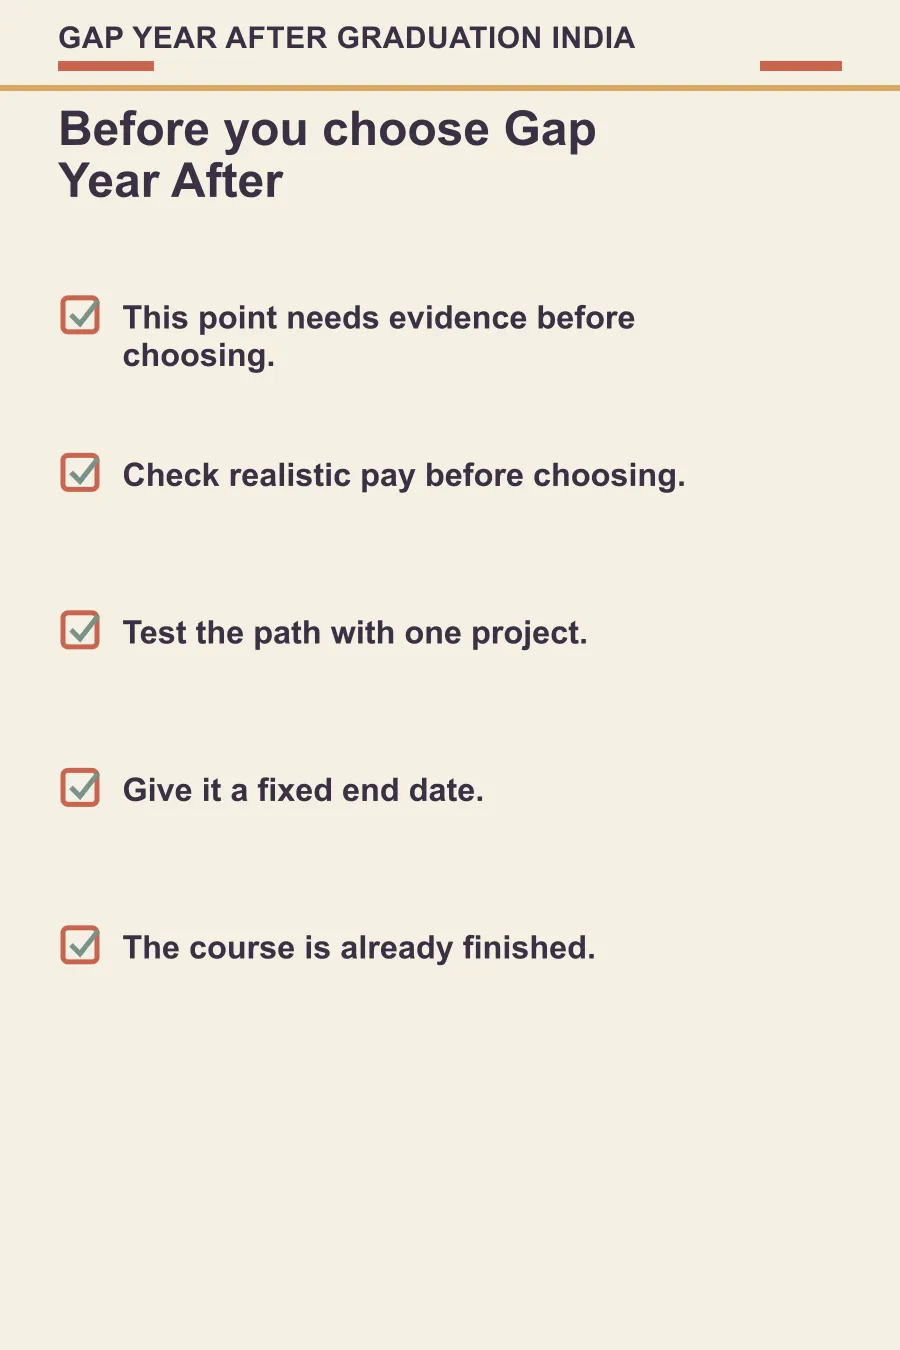 GAP YEAR AFTER GRADUATION INDIA
Before you choose Gap
Year After
This point needs evidence before
choosing.
Check realistic pay before choosing.
Test the path with one project.
Give it a fixed end date.
The course is already finished.